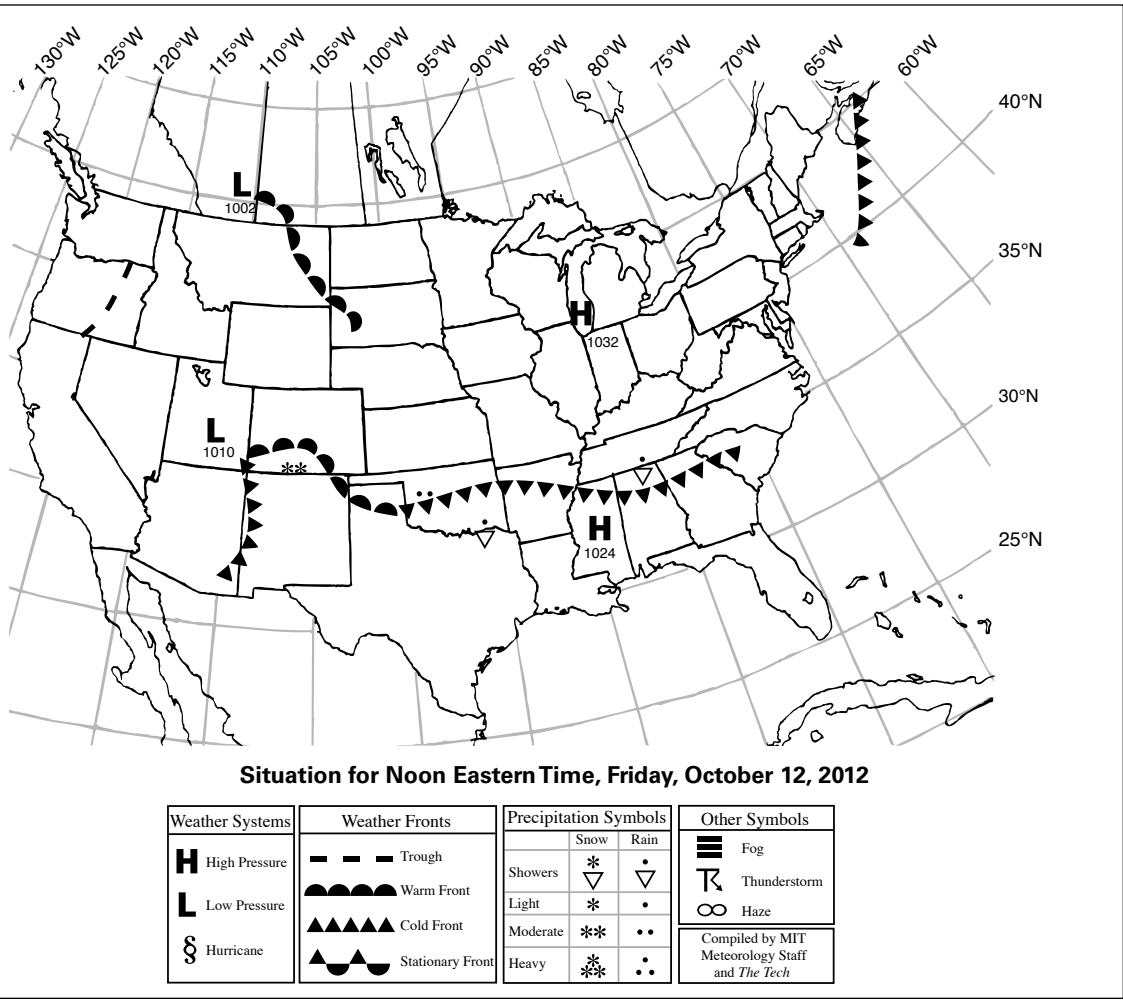 130°W 125°W 120°W 115°W 110°W 105°W 100°W 95°W 90°W 85°W 80°W 75°W 70°W 65°W 60°W
40°N
35°N
30°N
25°N
L
1002
H
1032
L
1010
H
1024
Situation for Noon Eastern Time, Friday, October 12, 2012
Weather Systems
H High Pressure
L Low Pressure
§ Hurricane
Weather Fronts
Trough
Warm Front
Cold Front
Stationary Front
Precipitation Symbols
Snow Rain
Showers
Light
Moderate
Heavy
Other Symbols
Fog
Thunderstorm
Haze
Compiled by MIT
Meteorology Staff
and The Tech